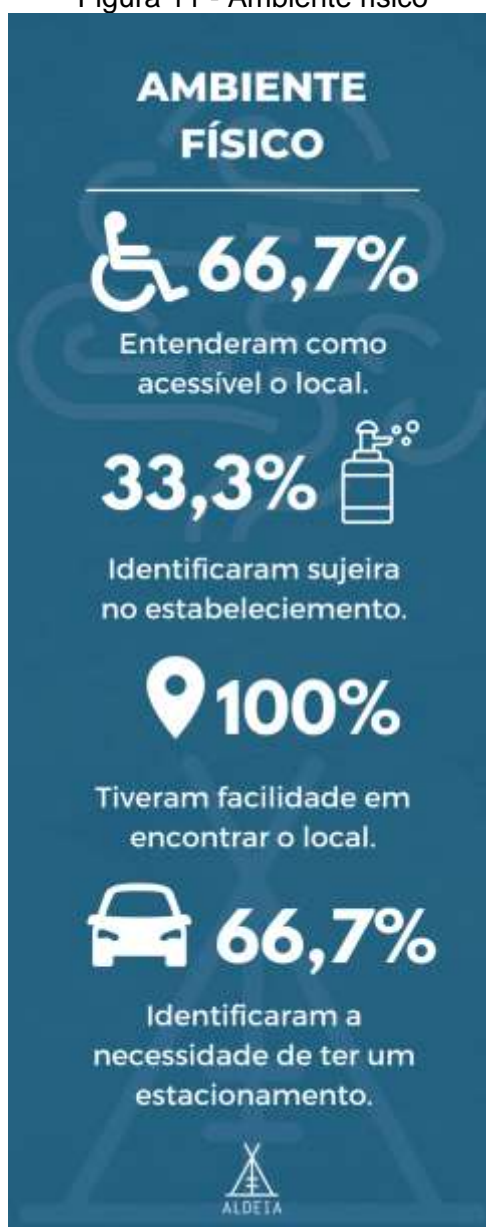 Figura 11 - Ambiente físico
AMBIENTE
FÍSICO
66,7%
Entenderam como
acessível o local.
33,3%
Identificaram sujeira
no estabeleciemento.
100%
Tiveram facilidade em
encontrar o local.
66,7%
Identificaram a
necessidade de ter um
estacionamento.
ALDEIA